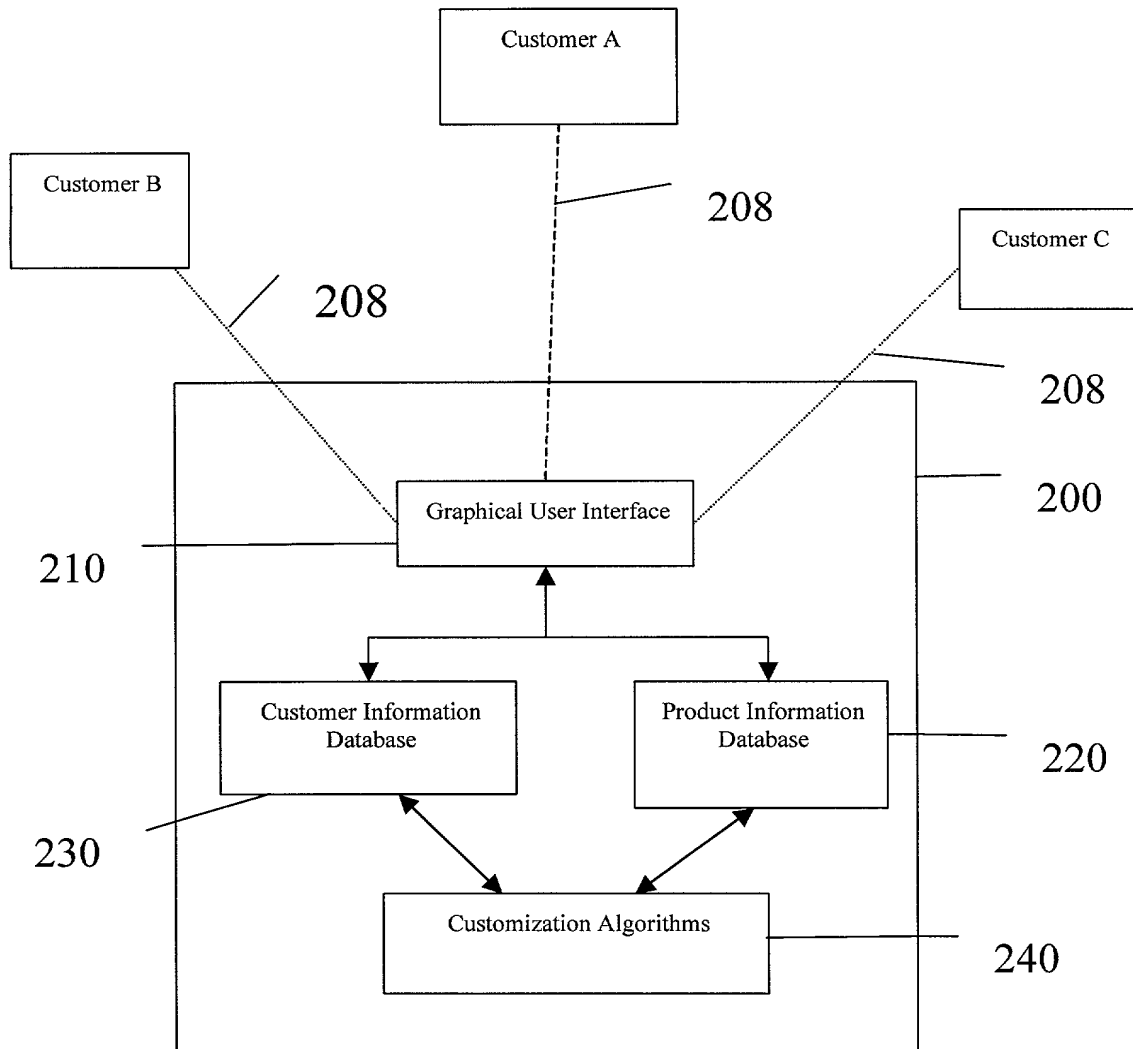 Customer A
Customer B
208
Customer C
208
208
200
Graphical User Interface
210
Customer Information
Database
Product Information
Database
220
230
Customization Algorithms
240